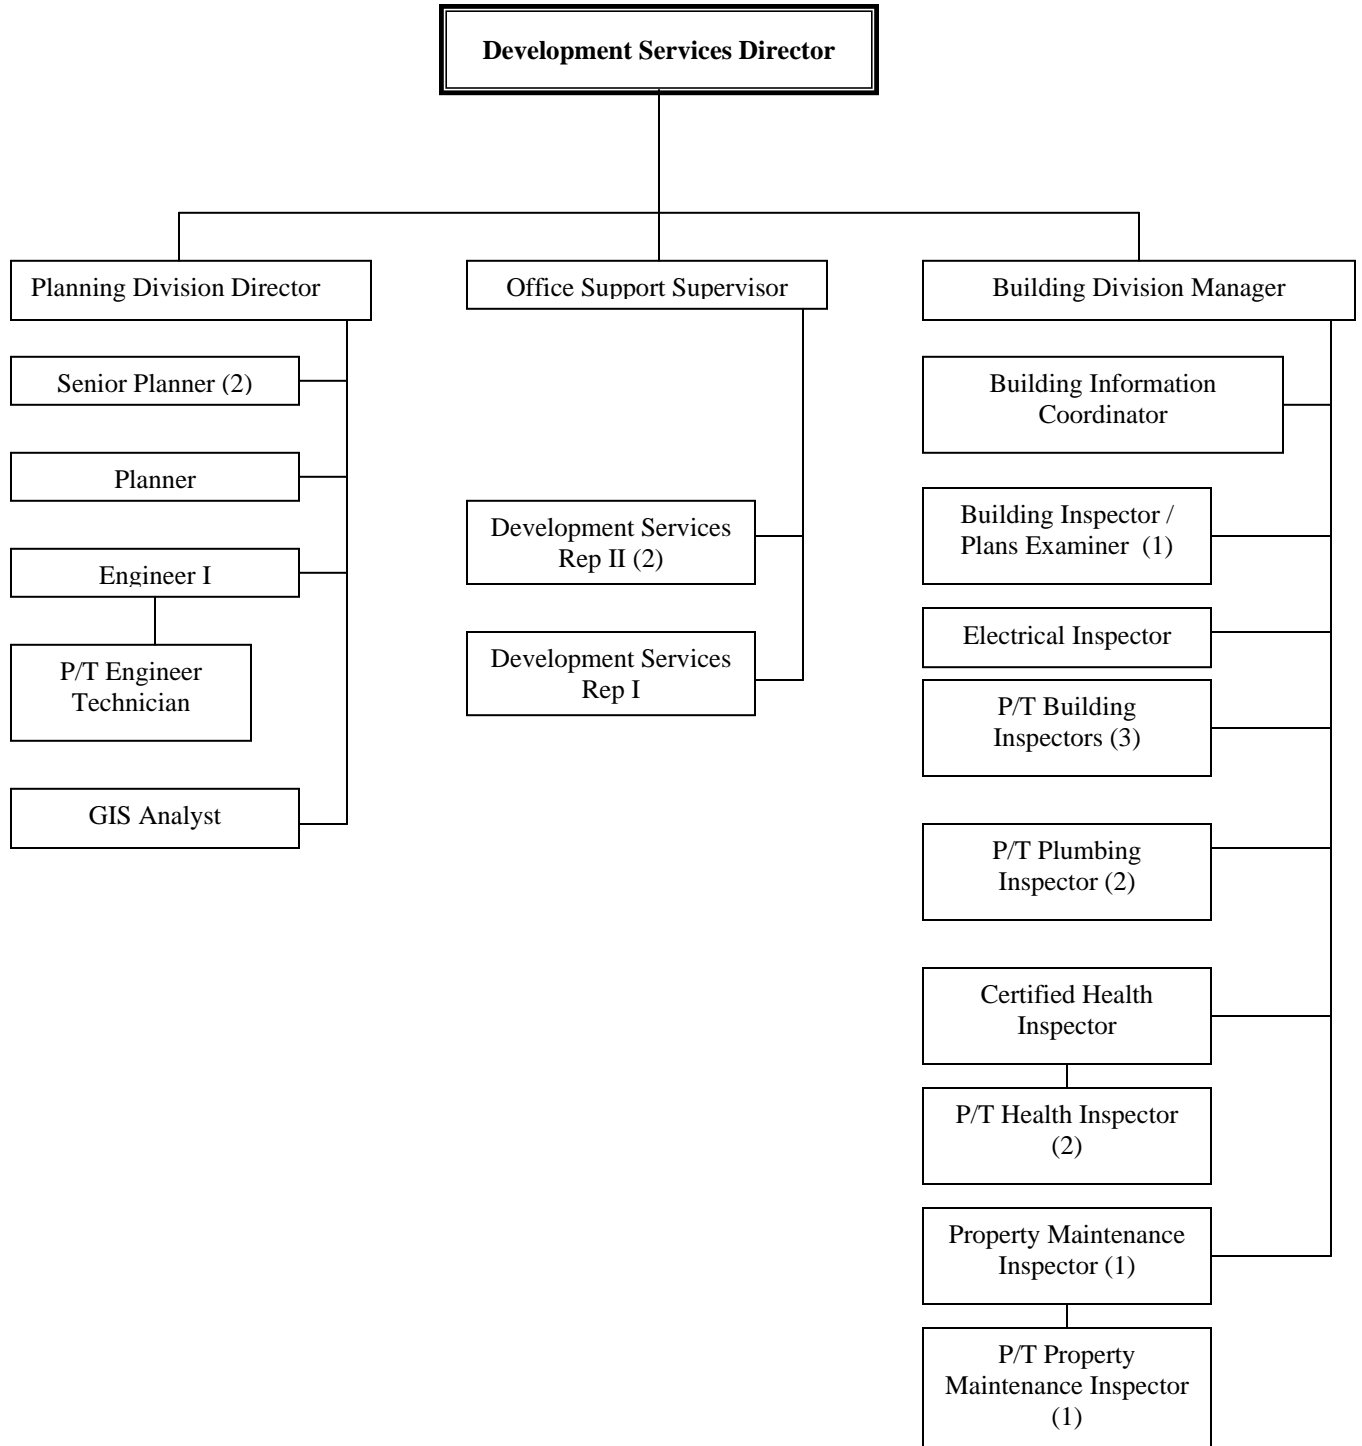 Development Services Director
Planning Division Director
Senior Planner (2)
Planner
Engineer I
P/T Engineer
Technician
GIS Analyst
Office Support Supervisor
Development Services
Rep II (2)
Development Services
Rep I
Building Division Manager
Building Information
Coordinator
Building Inspector /
Plans Examiner (1)
Electrical Inspector
P/T Building
Inspectors (3)
P/T Plumbing
Inspector (2)
Certified Health
Inspector
P/T Health Inspector
(2)
Property Maintenance
Inspector (1)
P/T Property
Maintenance Inspector
(1)